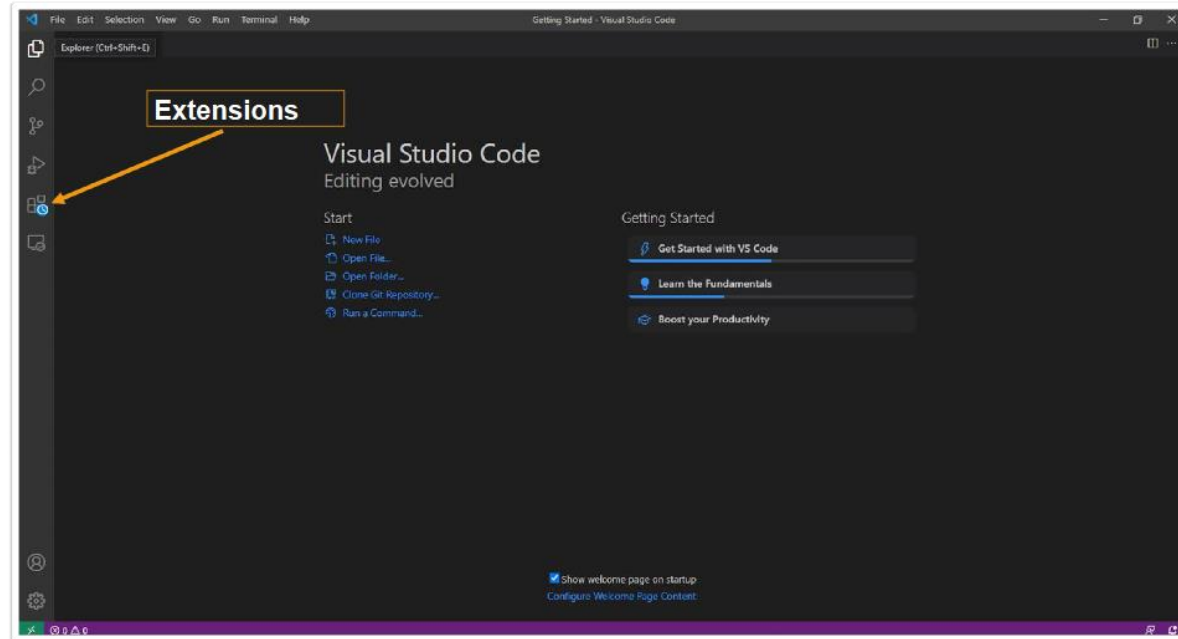 File Edit Selection View Go Run Terminal Help
Getting Started - Visual Studio Code
Explorer (Ctrl+Shift+E)
Extensions
Visual Studio Code
Editing evolved
Start
New File
Open File...
Open Folder...
Clone Git Repository...
Run a Command...
Getting Started
Get Started with VS Code
Learn the Fundamentals
Boost your Productivity
Show welcome page on startup
Configure Welcome Page Content
0 0